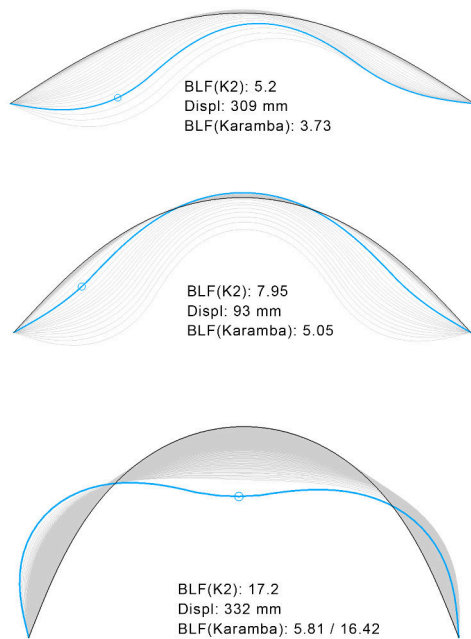 BLF(K2): 5.2
Displ: 309 mm
BLF(Karamba): 3.73
BLF(K2): 7.95
Displ: 93 mm
BLF(Karamba): 5.05
BLF(K2): 17.2
Displ: 332 mm
BLF(Karamba): 5.81 / 16.42